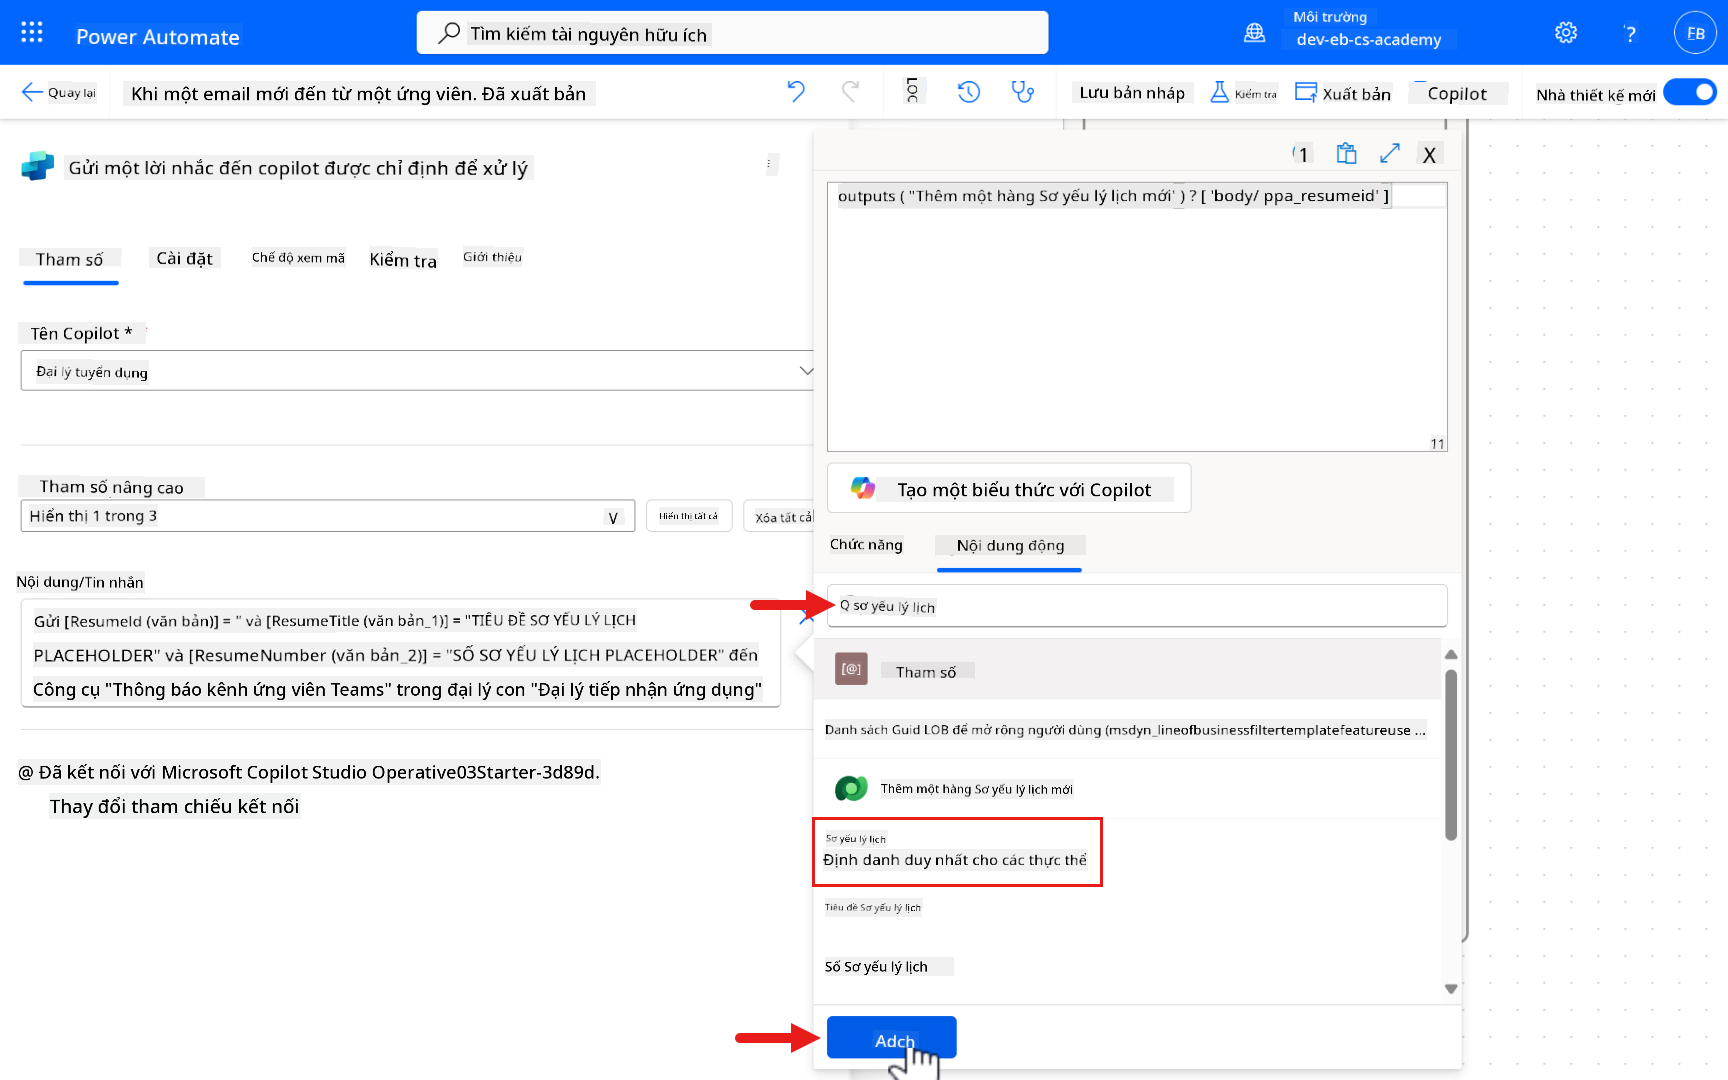 Power Automate
Tìm kiếm tài nguyên hữu ích
Môi trường
dev-eb-cs-academy
?
FB
Quay lại
Khi một email mới đến từ một ứng viên. Đã xuất bản
LỌC
Lưu bản nháp
Kiểm tra
Xuất bản
Copilot
Nhà thiết kế mới
Gửi một lời nhắc đến copilot được chỉ định để xử lý
Tham số
Cài đặt
Chế độ xem mã
Kiểm tra
Giới thiệu
Tên Copilot *
Đại lý tuyển dụng
Tham số nâng cao
Hiển thị 1 trong 3
V
Hiển thị tất cả
Xóa tất cả
Nội dung/Tin nhắn
Gửi [ResumeId (văn bản)] = " và [ResumeTitle (văn bản_1)] = "TIÊU ĐỀ SƠ YẾU LÝ LỊCH
PLACEHOLDER" và [ResumeNumber (văn bản_2)] = "SỐ SƠ YẾU LÝ LỊCH PLACEHOLDER" đến
Công cụ "Thông báo kênh ứng viên Teams" trong đại lý con "Đại lý tiếp nhận ứng dụng"
@ Đã kết nối với Microsoft Copilot Studio Operative03Starter-3d89d.
Thay đổi tham chiếu kết nối
1
X
outputs ( "Thêm một hàng Sơ yếu lý lịch mới' ) ? [ 'body/ ppa_resumeid' ]
11
Tạo một biểu thức với Copilot
Chức năng
Nội dung động
Q sơ yếu lý lịch
[@]
Tham số
Danh sách Guid LOB để mở rộng người dùng (msdyn_lineofbusinessfiltertemplatefeatureuse ...
Thêm một hàng Sơ yếu lý lịch mới
Sơ yếu lý lịch
Định danh duy nhất cho các thực thể
Tiêu đề Sơ yếu lý lịch
Số Sơ yếu lý lịch
Adch